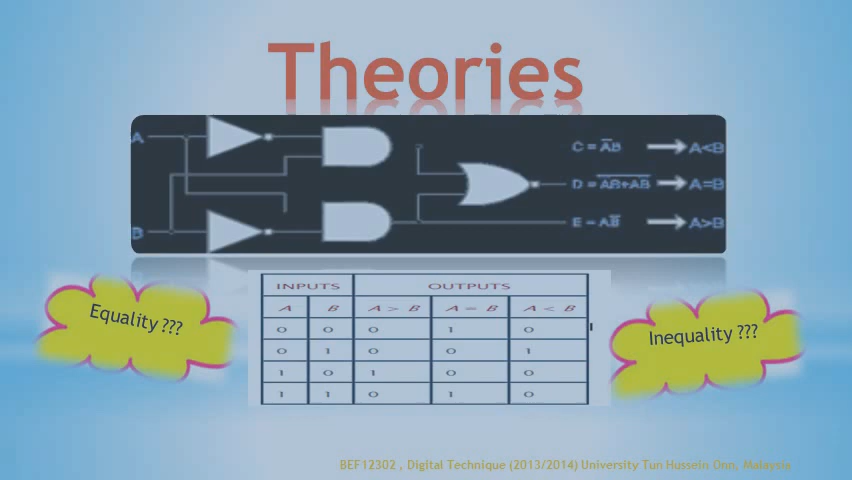 Theories
A
C = A̅B A<B
D = A̅B+AB̅ A=B
B
E = AB̅ A>B
Equality ???
INPUTS OUTPUTS
A B A > B A = B A < B
0 0 0 1 0
0 1 0 0 1
1 0 1 0 0
1 1 0 1 0
Inequality ???
BEF12302 , Digital Technique (2013/2014) University Tun Hussein Onn, Malaysia